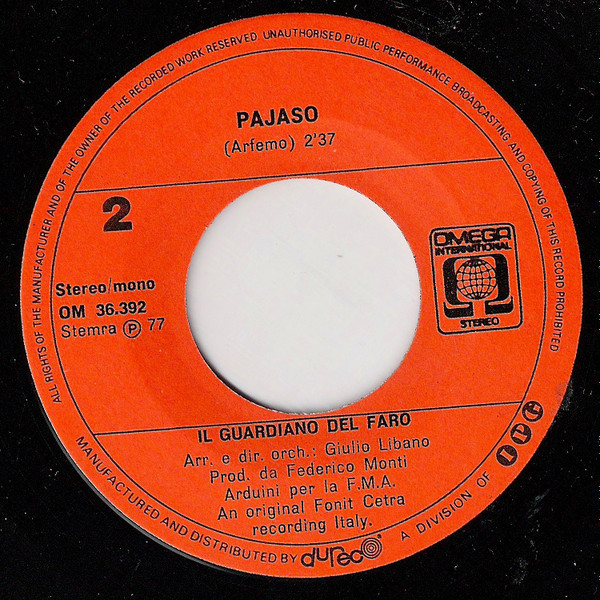 ALL RIGHTS OF THE MANUFACTURER AND OF THE OWNER OF THE RECORDED WORK RESERVED. UNAUTHORISED PUBLIC PERFORMANCE BROADCASTING AND COPYING OF THIS RECORD PROHIBITED
PAJASO
(Arfemo) 2'37
2
OMEGA
INTERNATIONAL
STEREO
Stereo/mono
OM 36.392
Stemra Ⓟ 77
IL GUARDIANO DEL FARO
Arr. e dir. orch.: Giulio Libano
Prod. da Federico Monti
Arduini per la F.M.A.
An original Fonit Cetra
recording Italy.
MANUFACTURED AND DISTRIBUTED BY dureco A DIVISION OF